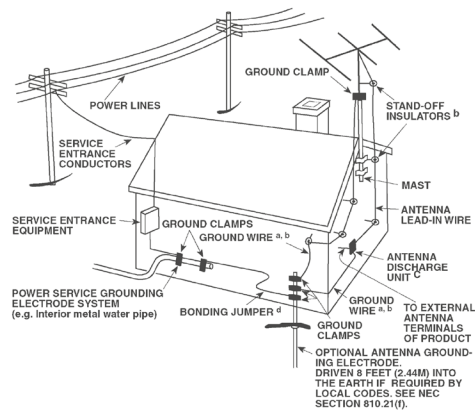 GROUND CLAMP
POWER LINES
STAND-OFF
INSULATORS b
SERVICE
ENTRANCE
CONDUCTORS
MAST
ANTENNA
LEAD-IN WIRE
SERVICE ENTRANCE
EQUIPMENT
GROUND CLAMPS
GROUND WIRE a, b
ANTENNA
DISCHARGE
UNIT C
POWER SERVICE GROUNDING
ELECTRODE SYSTEM
(e.g. Interior metal water pipe)
BONDING JUMPER d
GROUND
WIRE a, b
TO EXTERNAL
ANTENNA
TERMINALS
OF PRODUCT
GROUND
CLAMPS
OPTIONAL ANTENNA GROUND-
ING ELECTRODE.
DRIVEN 8 FEET (2.44M) INTO
THE EARTH IF REQUIRED BY
LOCAL CODES. SEE NEC
SECTION 810.21(f).